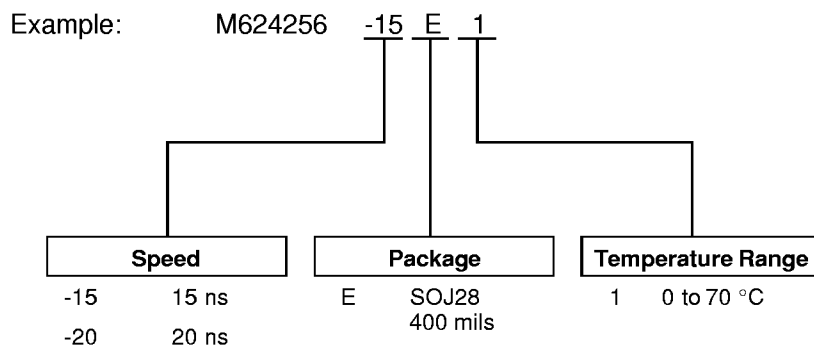 Example: M624256 -15 E 1
Speed Package Temperature Range
-15 15 ns E SOJ28 1 0 to 70 °C
400 mils
-20 20 ns